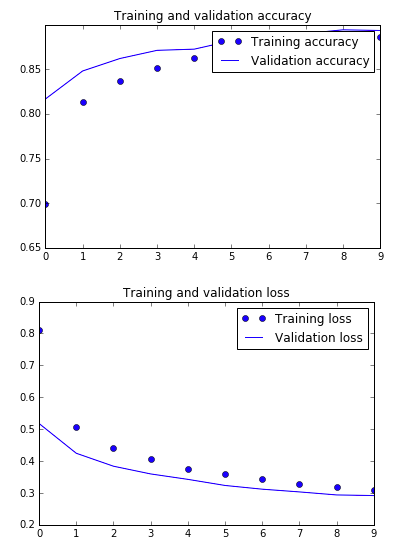 Training and validation accuracy
Training accuracy
Validation accuracy
0.85
0.80
0.75
0.70
0.65
0 1 2 3 4 5 6 7 8 9
Training and validation loss
Training loss
Validation loss
0.9
0.8
0.7
0.6
0.5
0.4
0.3
0.2
0 1 2 3 4 5 6 7 8 9